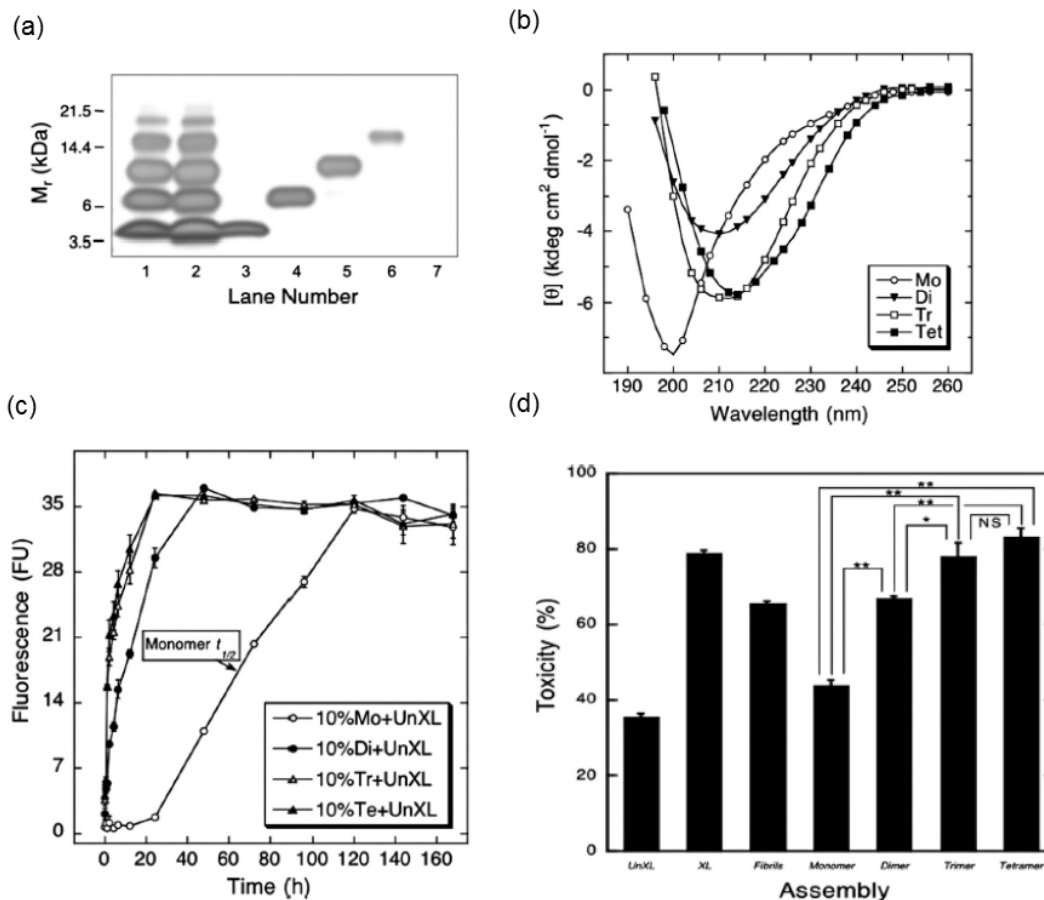 (a)
21.5
14.4
6
3.5
Mr (kDa)
1 2 3 4 5 6 7
Lane Number
(b)
0
-2
-4
-6
[θ] (kdeg cm² dmol⁻¹)
Mo
Di
Tr
Tet
190 200 210 220 230 240 250 260
Wavelength (nm)
(c)
35
28
21
14
7
0
Fluorescence (FU)
Monomer t1/2
10%Mo+UnXL
10%Di+UnXL
10%Tr+UnXL
10%Te+UnXL
0 20 40 60 80 100 120 140 160
Time (h)
(d)
100
80
60
40
20
0
Toxicity (%)
**
**
**
*
NS
**
UnXL XL Fibrils Monomer Dimer Trimer Tetramer
Assembly